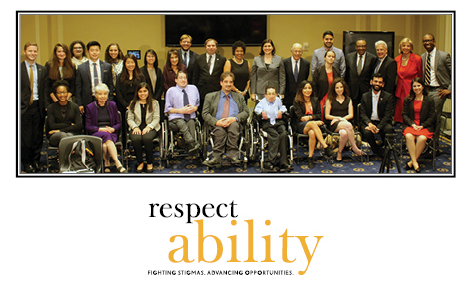 respect
ability
FIGHTING STIGMAS. ADVANCING OPPORTUNITIES.